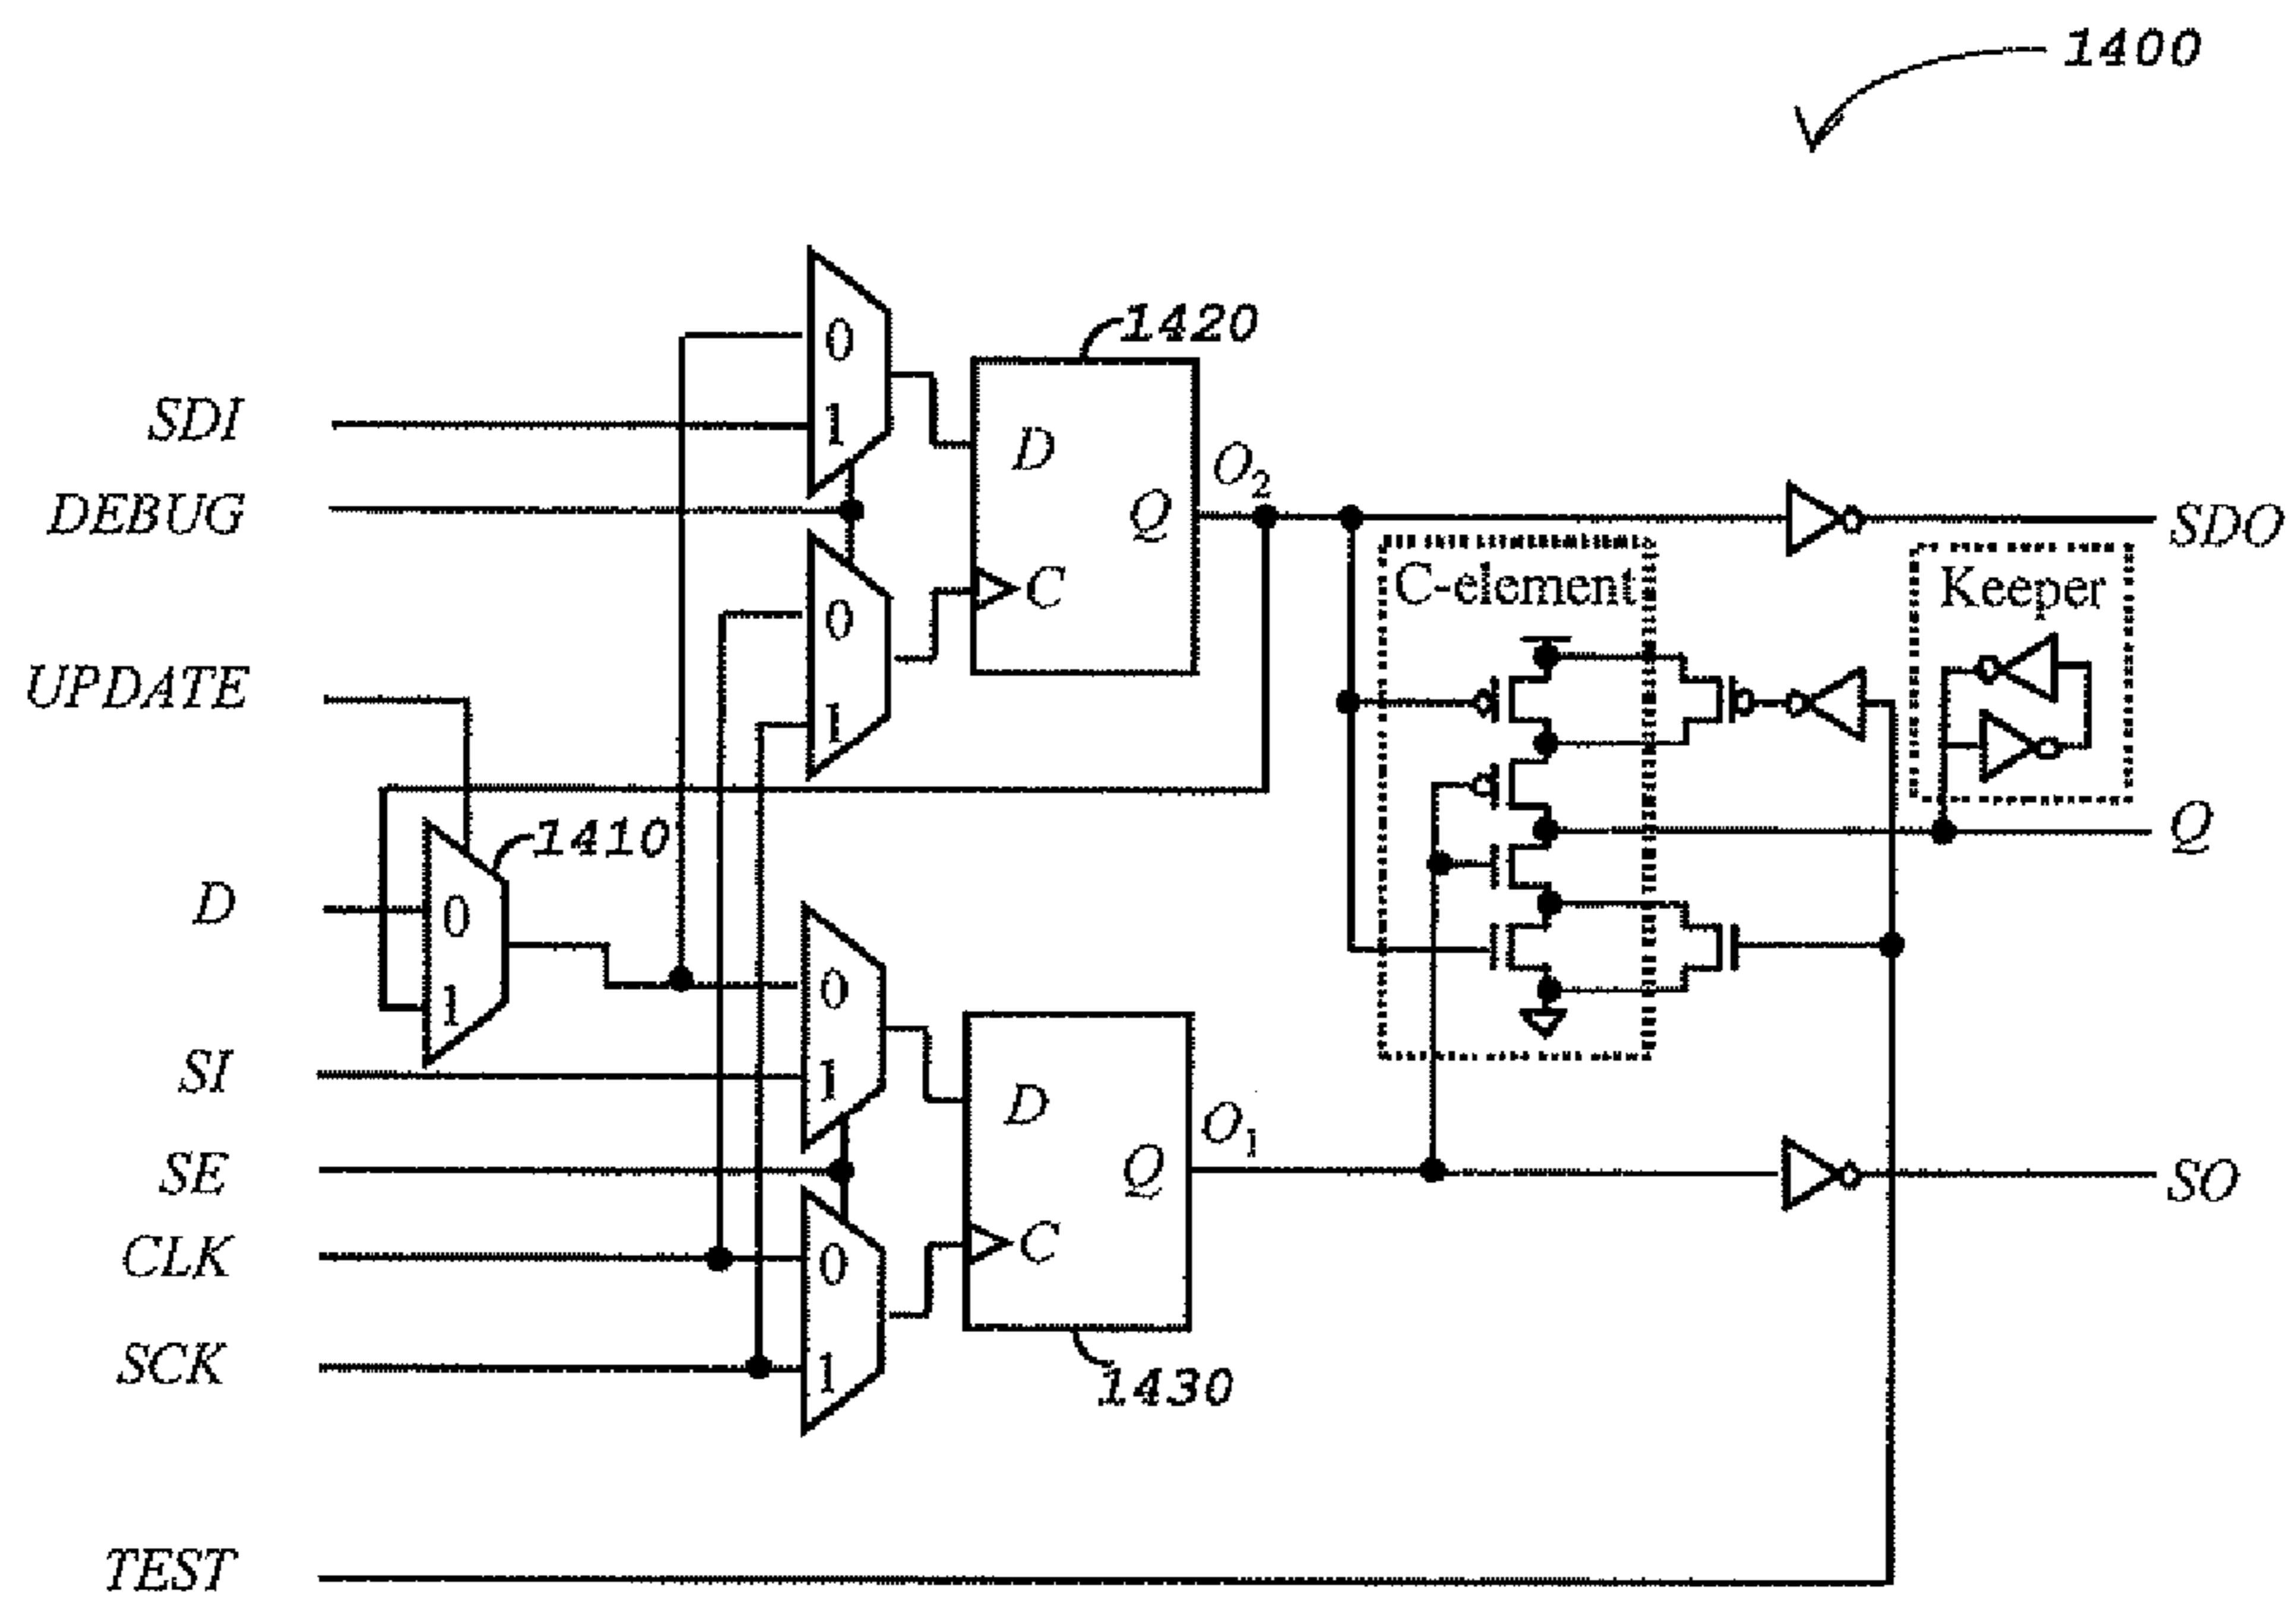 1400
0
1
SDI
DEBUG
1420
D
Q
C
O2
SDO
C-element
Keeper
0
1
UPDATE
1410
D
0
1
Q
0
1
SI
SE
D
Q
C
O1
SO
CLK
0
SCK
1
1430
TEST